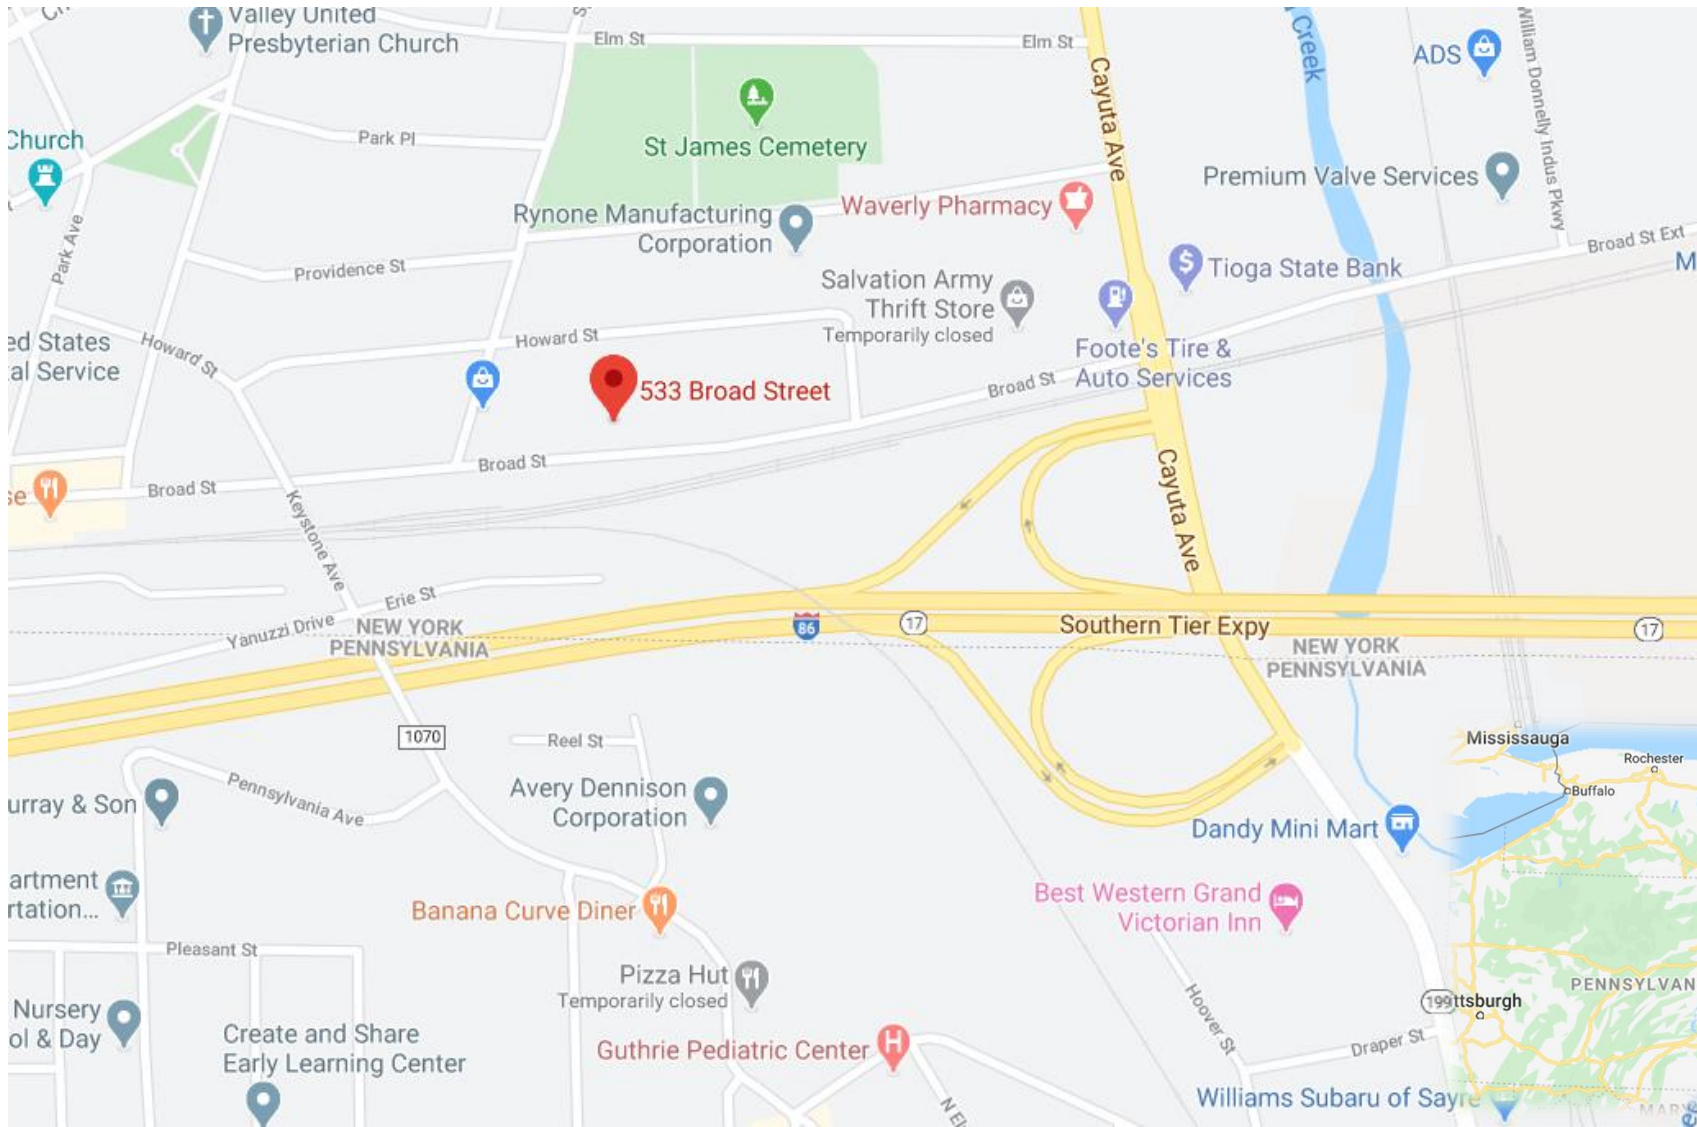 Valley United
Presbyterian Church
Elm St
Elm St
Creek
ADS
William Donnelly Indus Pkwy
Cayuta Ave
Church
Park Pl
St James Cemetery
Premium Valve Services
Park Ave
Rynone Manufacturing
Corporation
Waverly Pharmacy
Broad St Ext
Providence St
Salvation Army
Thrift Store
Temporarily closed
Tioga State Bank
M
Howard St
Howard St
ed States
al Service
Foote's Tire &
Auto Services
533 Broad Street
Broad St
Broad St
Broad St
se
Keystone Ave
Cayuta Ave
Erie St
Yanuzzi Drive
NEW YORK
PENNSYLVANIA
86
17
Southern Tier Expy
17
NEW YORK
PENNSYLVANIA
1070
Reel St
Mississauga
Rochester
Buffalo
Pennsylvania Ave
urray & Son
Avery Dennison
Corporation
Dandy Mini Mart
artment
rtation...
Banana Curve Diner
Best Western Grand
Victorian Inn
Pleasant St
Pizza Hut
Temporarily closed
PENNSYLVAN
199
ttsburgh
Hoover St
Nursery
ol & Day
Create and Share
Early Learning Center
Guthrie Pediatric Center
H
Draper St
Williams Subaru of Sayre
N El
MARY